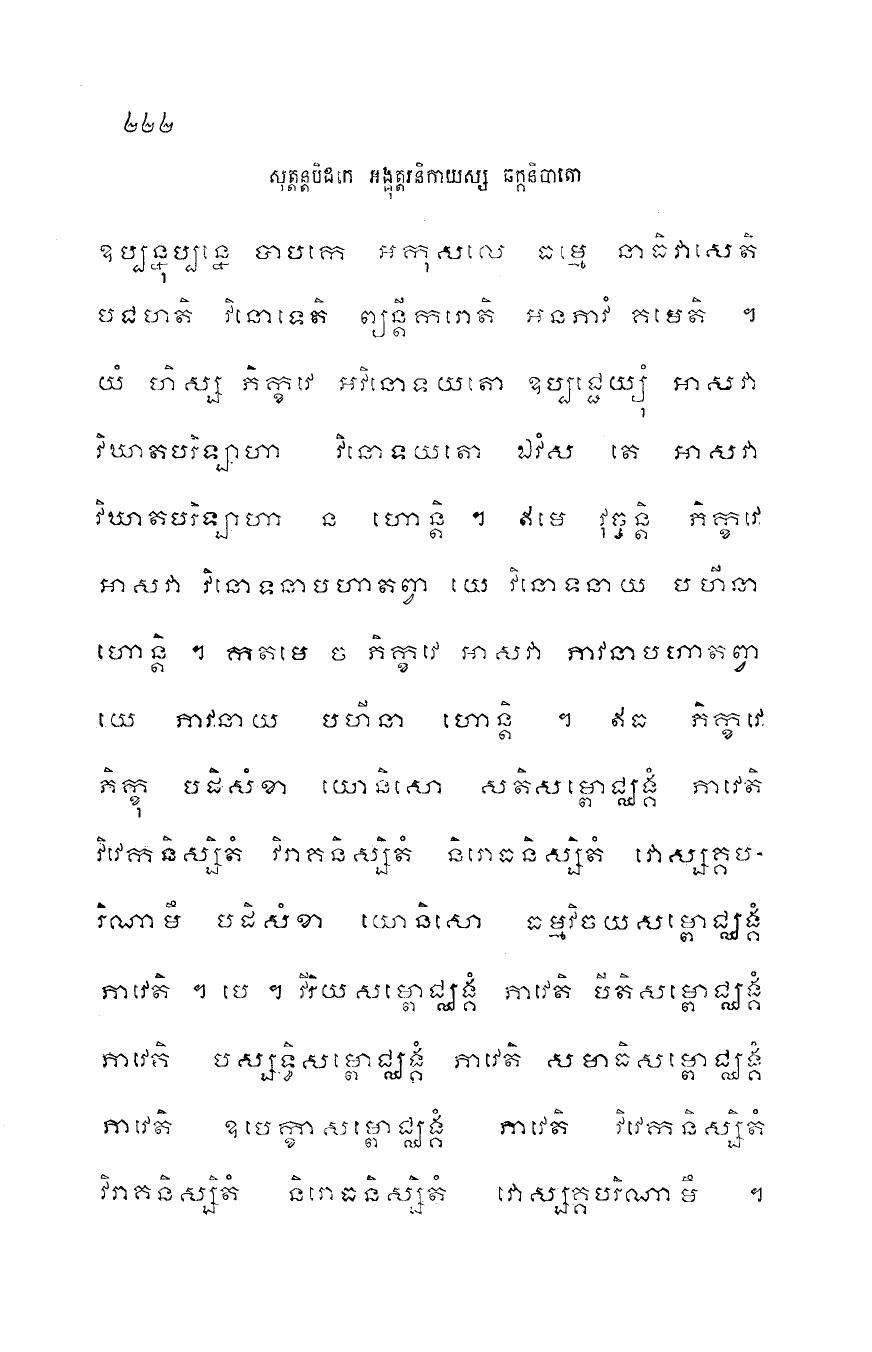 ២២២
សុត្តន្តបិដកេ អង្គុត្តរនិកាយស្ស ឆក្កនិបាតោ
ឧប្បន្នុប្បន្នេ បាបកេ អកុសលេ ធម្មេ នាធិវាសេតិ
បជហតិ វិនោទេតិ ព្យន្តីករោតិ អនភាវំ គមេតិ ។
យំ ហិស្ស ភិក្ខវេ អវិនោទយតោ ឧប្បជ្ជេយ្យុំ អាសវា
វិឃាតបរិឡាហា វិនោទយតោ ឯវំស តេ អាសវា
វិឃាតបរិឡាហា ន ហោន្តិ ។ ឥមេ វុច្ចន្តិ ភិក្ខវេ
អាសវា វិនោទនាបហាតព្វា យេ វិនោទនាយ បហីនា
ហោន្តិ ។ កតមេ ច ភិក្ខវេ អាសវា ភាវនាបហាតព្វា
យេ ភាវនាយ បហីនា ហោន្តិ ។ ឥធ ភិក្ខវេ
ភិក្ខុ បដិសំខា យោនិសោ សតិសម្ពោជ្ឈង្គំ ភាវេតិ
វិវេកនិស្សិតំ វិរាគនិស្សិតំ និរោធនិស្សិតំ វោស្សគ្គប-
រិណាមឹ បដិសំខា យោនិសោ ធម្មវិចយសម្ពោជ្ឈង្គំ
ភាវេតិ ។ បេ ។ វីរិយសម្ពោជ្ឈង្គំ ភាវេតិ បីតិសម្ពោជ្ឈង្គំ
ភាវេតិ បស្សទ្ធិសម្ពោជ្ឈង្គំ ភាវេតិ សមាធិសម្ពោជ្ឈង្គំ
ភាវេតិ ឧបេក្ខាសម្ពោជ្ឈង្គំ ភាវេតិ វិវេកនិស្សិតំ
វិរាគនិស្សិតំ និរោធនិស្សិតំ វោស្សគ្គបរិណាមឹ ។